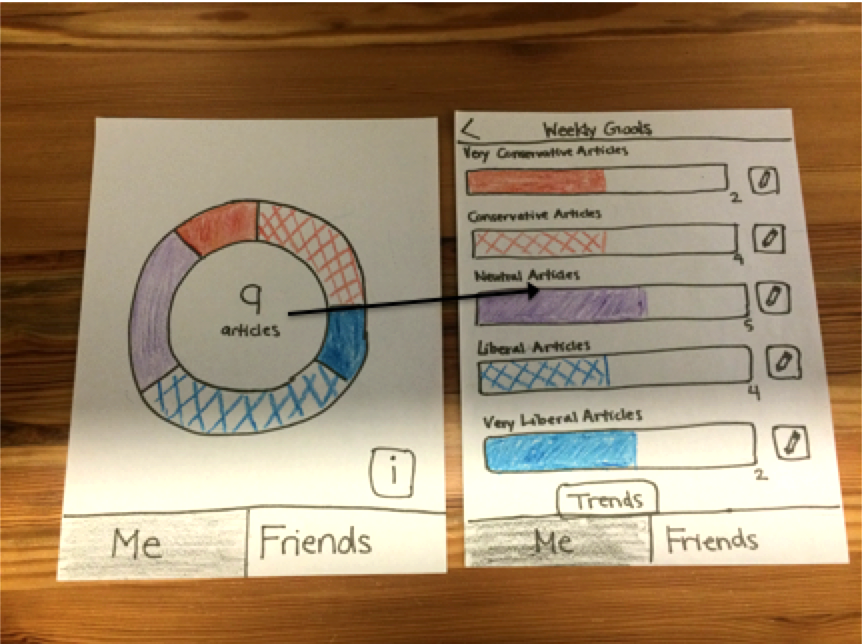 9
articles
i
Me
Friends
< Weekly Goals
Very Conservative Articles
2
Conservative Articles
Neutral Articles
5
Liberal Articles
4
Very Liberal Articles
2
Trends
Me
Friends